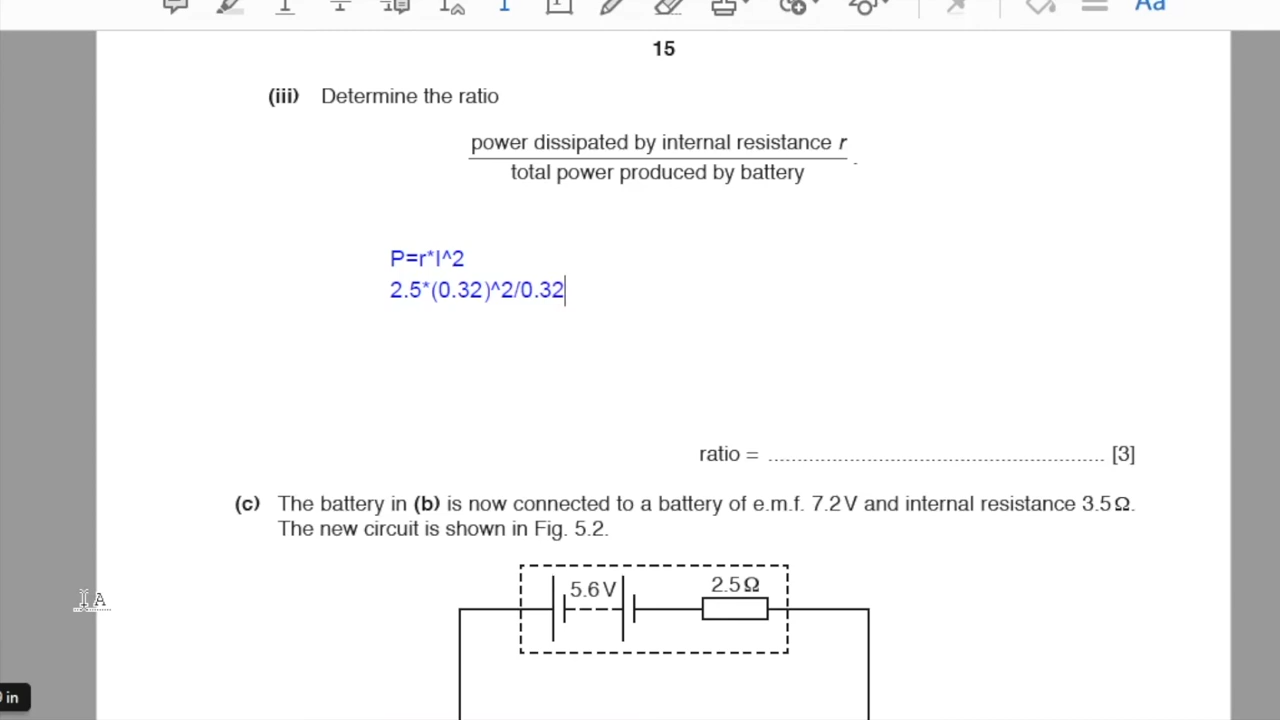 Aa
15
(iii) Determine the ratio
power dissipated by internal resistance r
total power produced by battery
.
P=r*I^2
2.5*(0.32)^2/0.32
ratio = ........................................................ [3]
(c) The battery in (b) is now connected to a battery of e.m.f. 7.2 V and internal resistance 3.5 Ω.
The new circuit is shown in Fig. 5.2.
5.6 V 2.5 Ω
A
in